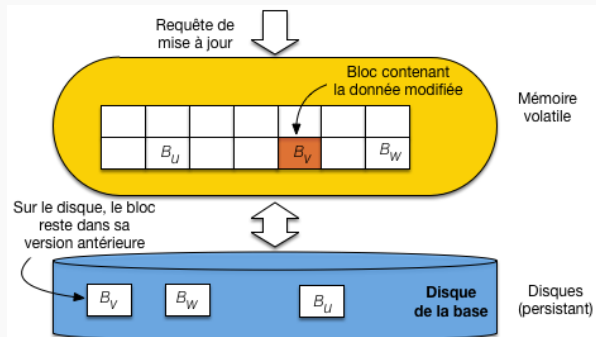 Requête de
mise à jour
Bloc contenant
la donnée modifiée
Mémoire
volatile
Bu
Bv
Bw
Sur le disque, le bloc
reste dans sa
version antérieure
Bv
Bw
Bu
Disque
de la base
Disques
(persistant)